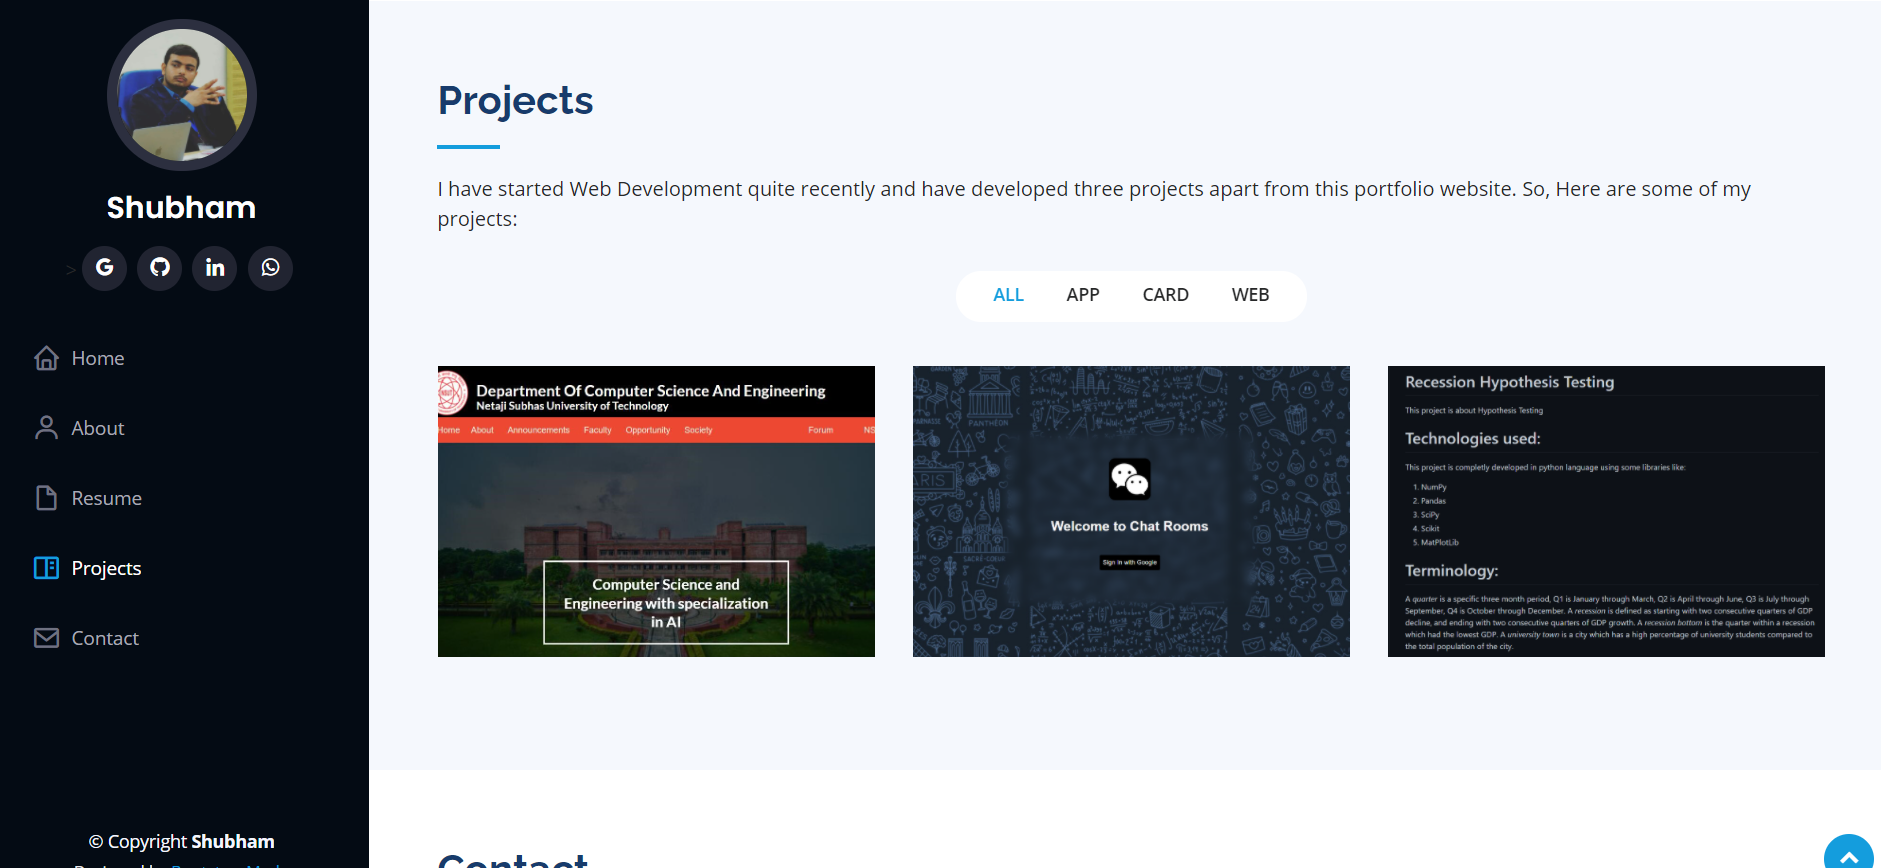 Shubham
>
Home
About
Resume
Projects
Contact
© Copyright Shubham
Projects
I have started Web Development quite recently and have developed three projects apart from this portfolio website. So, Here are some of my
projects:
ALL APP CARD WEB
Department Of Computer Science And Engineering
Netaji Subhas University of Technology
Home About Announcements Faculty Opportunity Society Forum NS
Computer Science and
Engineering with specialization
in AI
PANTHEON
ARIS
SACRÉ-COEUR
Welcome to Chat Rooms
Sign in with Google
Recession Hypothesis Testing
This project is about Hypothesis Testing
Technologies used:
This project is completly developed in python language using some libraries like:
1. NumPy
2. Pandas
3. SciPy
4. Scikit
5. MatPlotLib
Terminology:
A quarter is a specific three month period, Q1 is January through March, Q2 is April through June, Q3 is July through
September, Q4 is October through December. A recession is defined as starting with two consecutive quarters of GDP
decline, and ending with two consecutive quarters of GDP growth. A recession bottom is the quarter within a recession
which had the lowest GDP. A university town is a city which has a high percentage of university students compared to
the total population of the city.
Contact